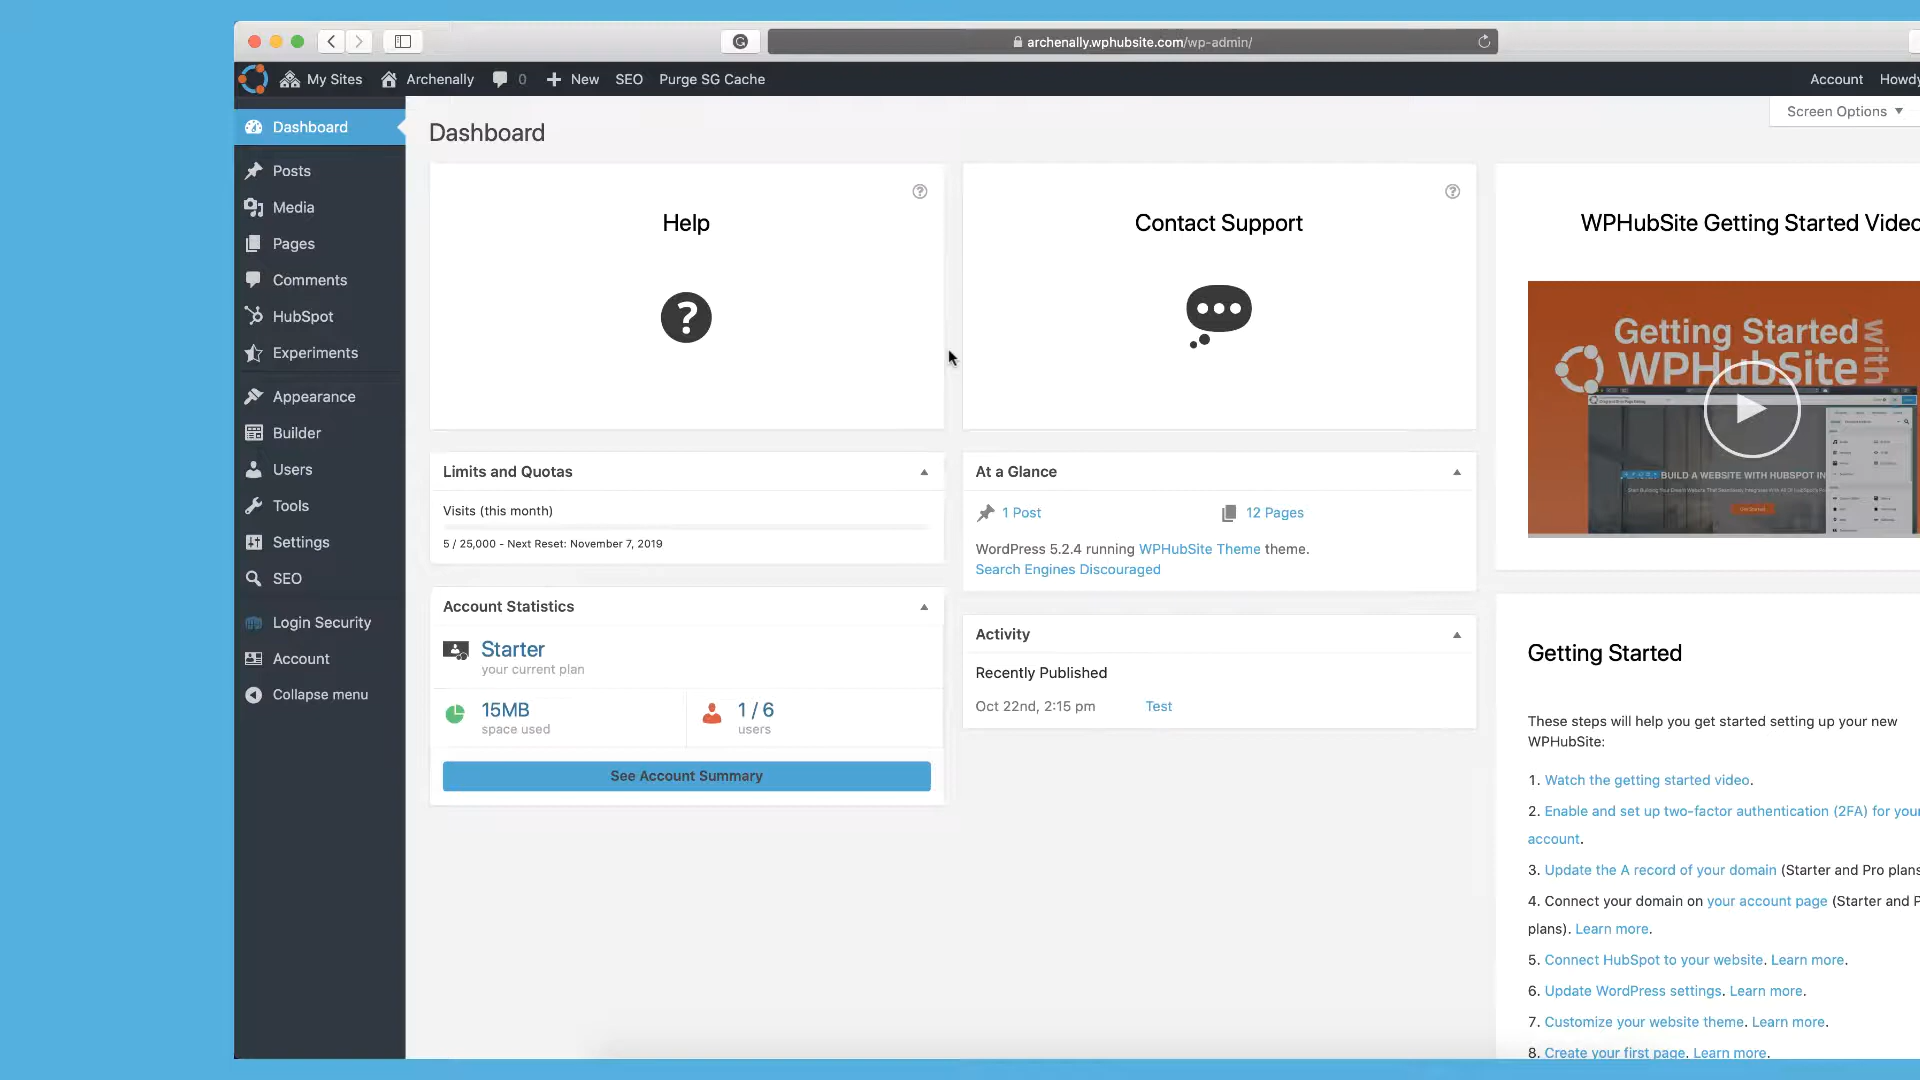 archenally.wphubsite.com/wp-admin/
My Sites
Archenally
0
New
SEO
Purge SG Cache
Account
Howdy
Screen Options
Dashboard
Posts
Media
Pages
Comments
HubSpot
Experiments
Appearance
Builder
Users
Tools
Settings
SEO
Login Security
Account
Collapse menu
Dashboard
Help
?
Contact Support
WPHubSite Getting Started Video
Getting Started
with
WPHubSite
BUILD A WEBSITE WITH HUBSPOT IN
Limits and Quotas
Visits (this month)
5 / 25,000 - Next Reset: November 7, 2019
Account Statistics
Starter
your current plan
15MB
space used
1 / 6
users
See Account Summary
At a Glance
1 Post
12 Pages
WordPress 5.2.4 running WPHubSite Theme theme.
Search Engines Discouraged
Activity
Recently Published
Oct 22nd, 2:15 pm Test
Getting Started
These steps will help you get started setting up your new
WPHubSite:
1. Watch the getting started video.
2. Enable and set up two-factor authentication (2FA) for your
account.
3. Update the A record of your domain (Starter and Pro plans
4. Connect your domain on your account page (Starter and P
plans). Learn more.
5. Connect HubSpot to your website. Learn more.
6. Update WordPress settings. Learn more.
7. Customize your website theme. Learn more.
8. Create your first page. Learn more.